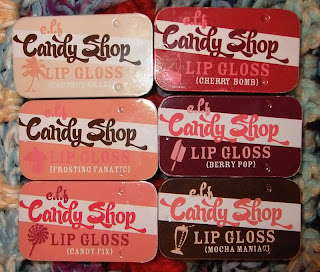 e.l.f
Candy Shop
LIP GLOSS
e.l.f
Candy Shop
LIP GLOSS
{CHERRY BOMB}
e.l.f
Candy Shop
LIP GLOSS
{FROSTING FANATIC}
e.l.f
Candy Shop
LIP GLOSS
{BERRY POP}
e.l.f
Candy Shop
LIP GLOSS
{CANDY FIX}
e.l.f
Candy Shop
LIP GLOSS
{MOCHA MANIA}